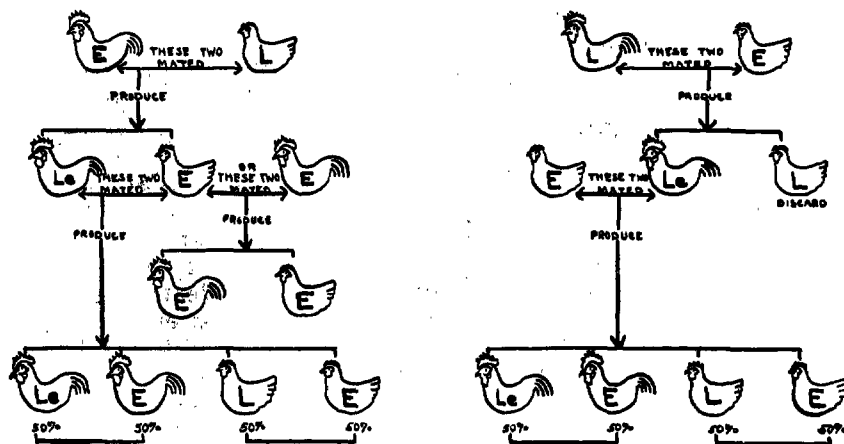 E
THESE TWO
MATED
L
PRODUCE
Le
THESE TWO
MATED
E
OR
THESE TWO
MATED
E
PRODUCE
PRODUCE
E
E
Le
E
L
E
50%
50%
50%
50%
L
THESE TWO
MATED
E
PRODUCE
E
THESE TWO
MATED
Le
L
DISCARD
PRODUCE
Le
E
L
E
50%
50%
50%
50%